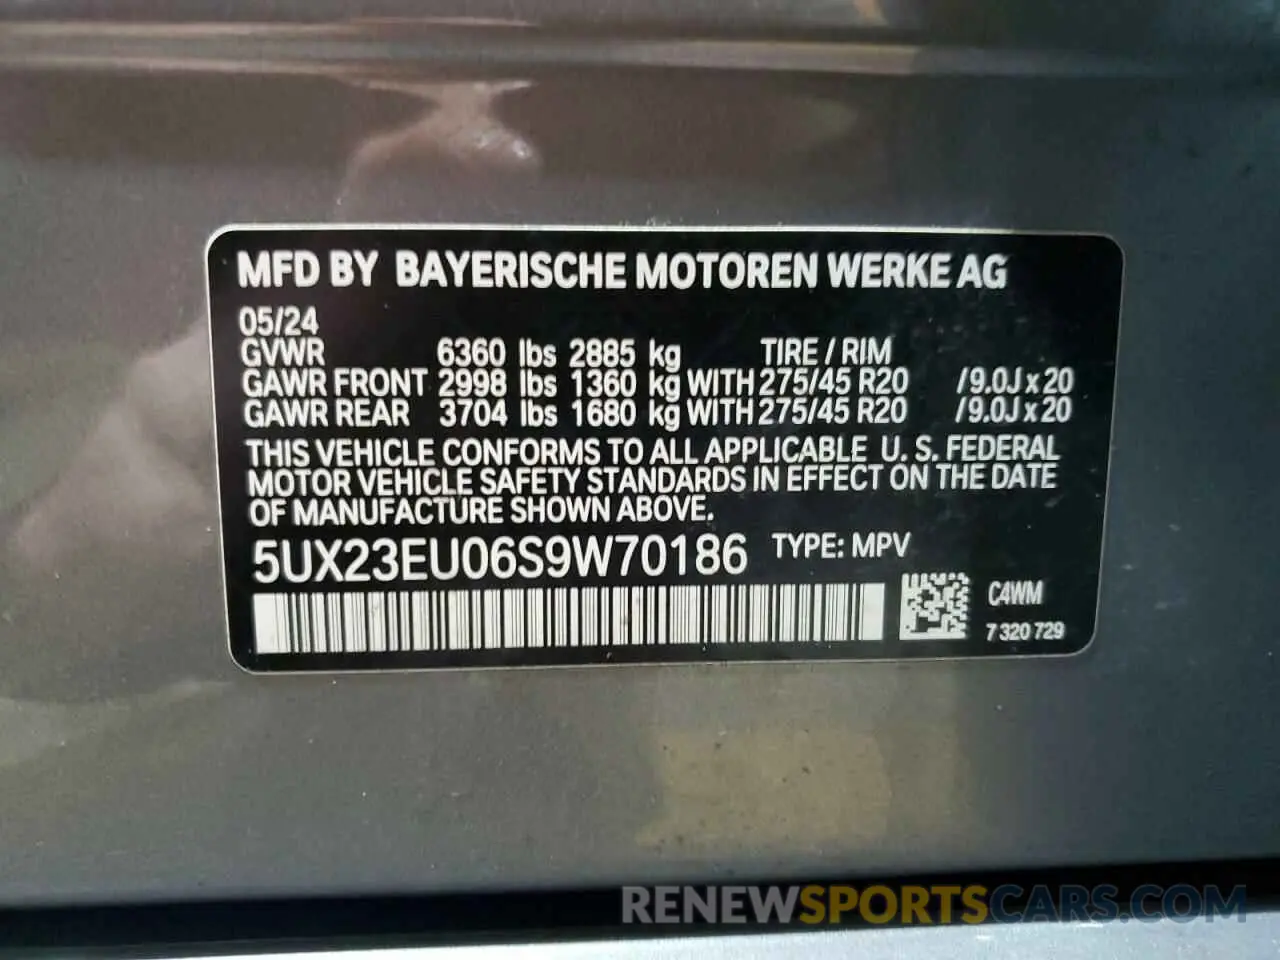 MFD BY BAYERISCHE MOTOREN WERKE AG
05/24
GVWR 6360 lbs 2885 kg TIRE / RIM
GAWR FRONT 2998 lbs 1360 kg WITH 275/45 R20 /9.0J x 20
GAWR REAR 3704 lbs 1680 kg WITH 275/45 R20 /9.0J x 20
THIS VEHICLE CONFORMS TO ALL APPLICABLE U. S. FEDERAL
MOTOR VEHICLE SAFETY STANDARDS IN EFFECT ON THE DATE
OF MANUFACTURE SHOWN ABOVE.
5UX23EU06S9W70186 TYPE: MPV
C4WM
7 320 729
RENEWSPORTSCARS.COM